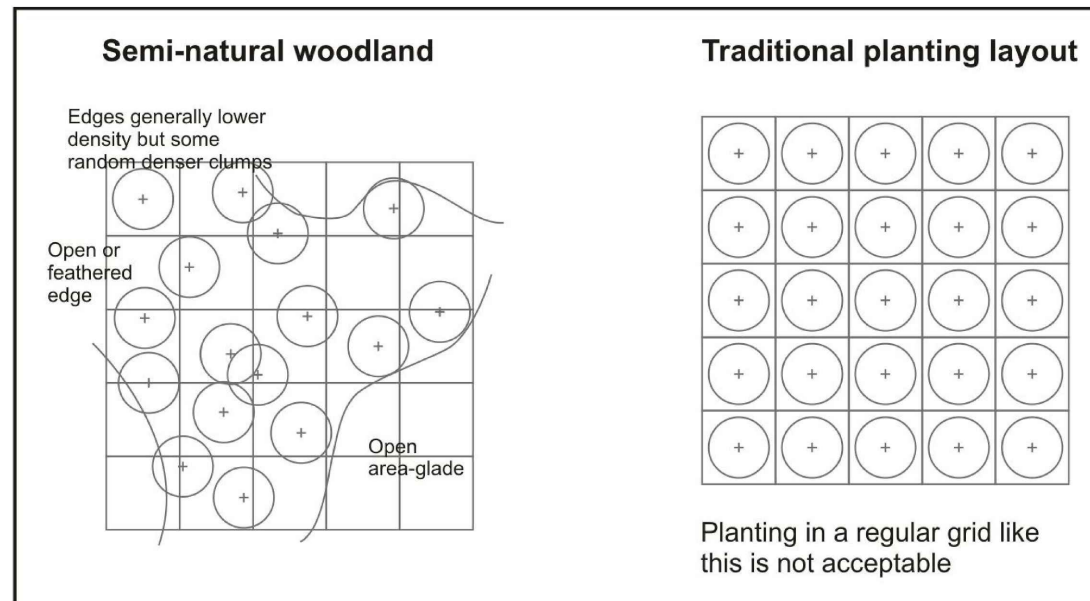 Semi-natural woodland
Edges generally lower
density but some
random denser clumps
Open or
feathered
edge
Open
area-glade
Traditional planting layout
Planting in a regular grid like
this is not acceptable